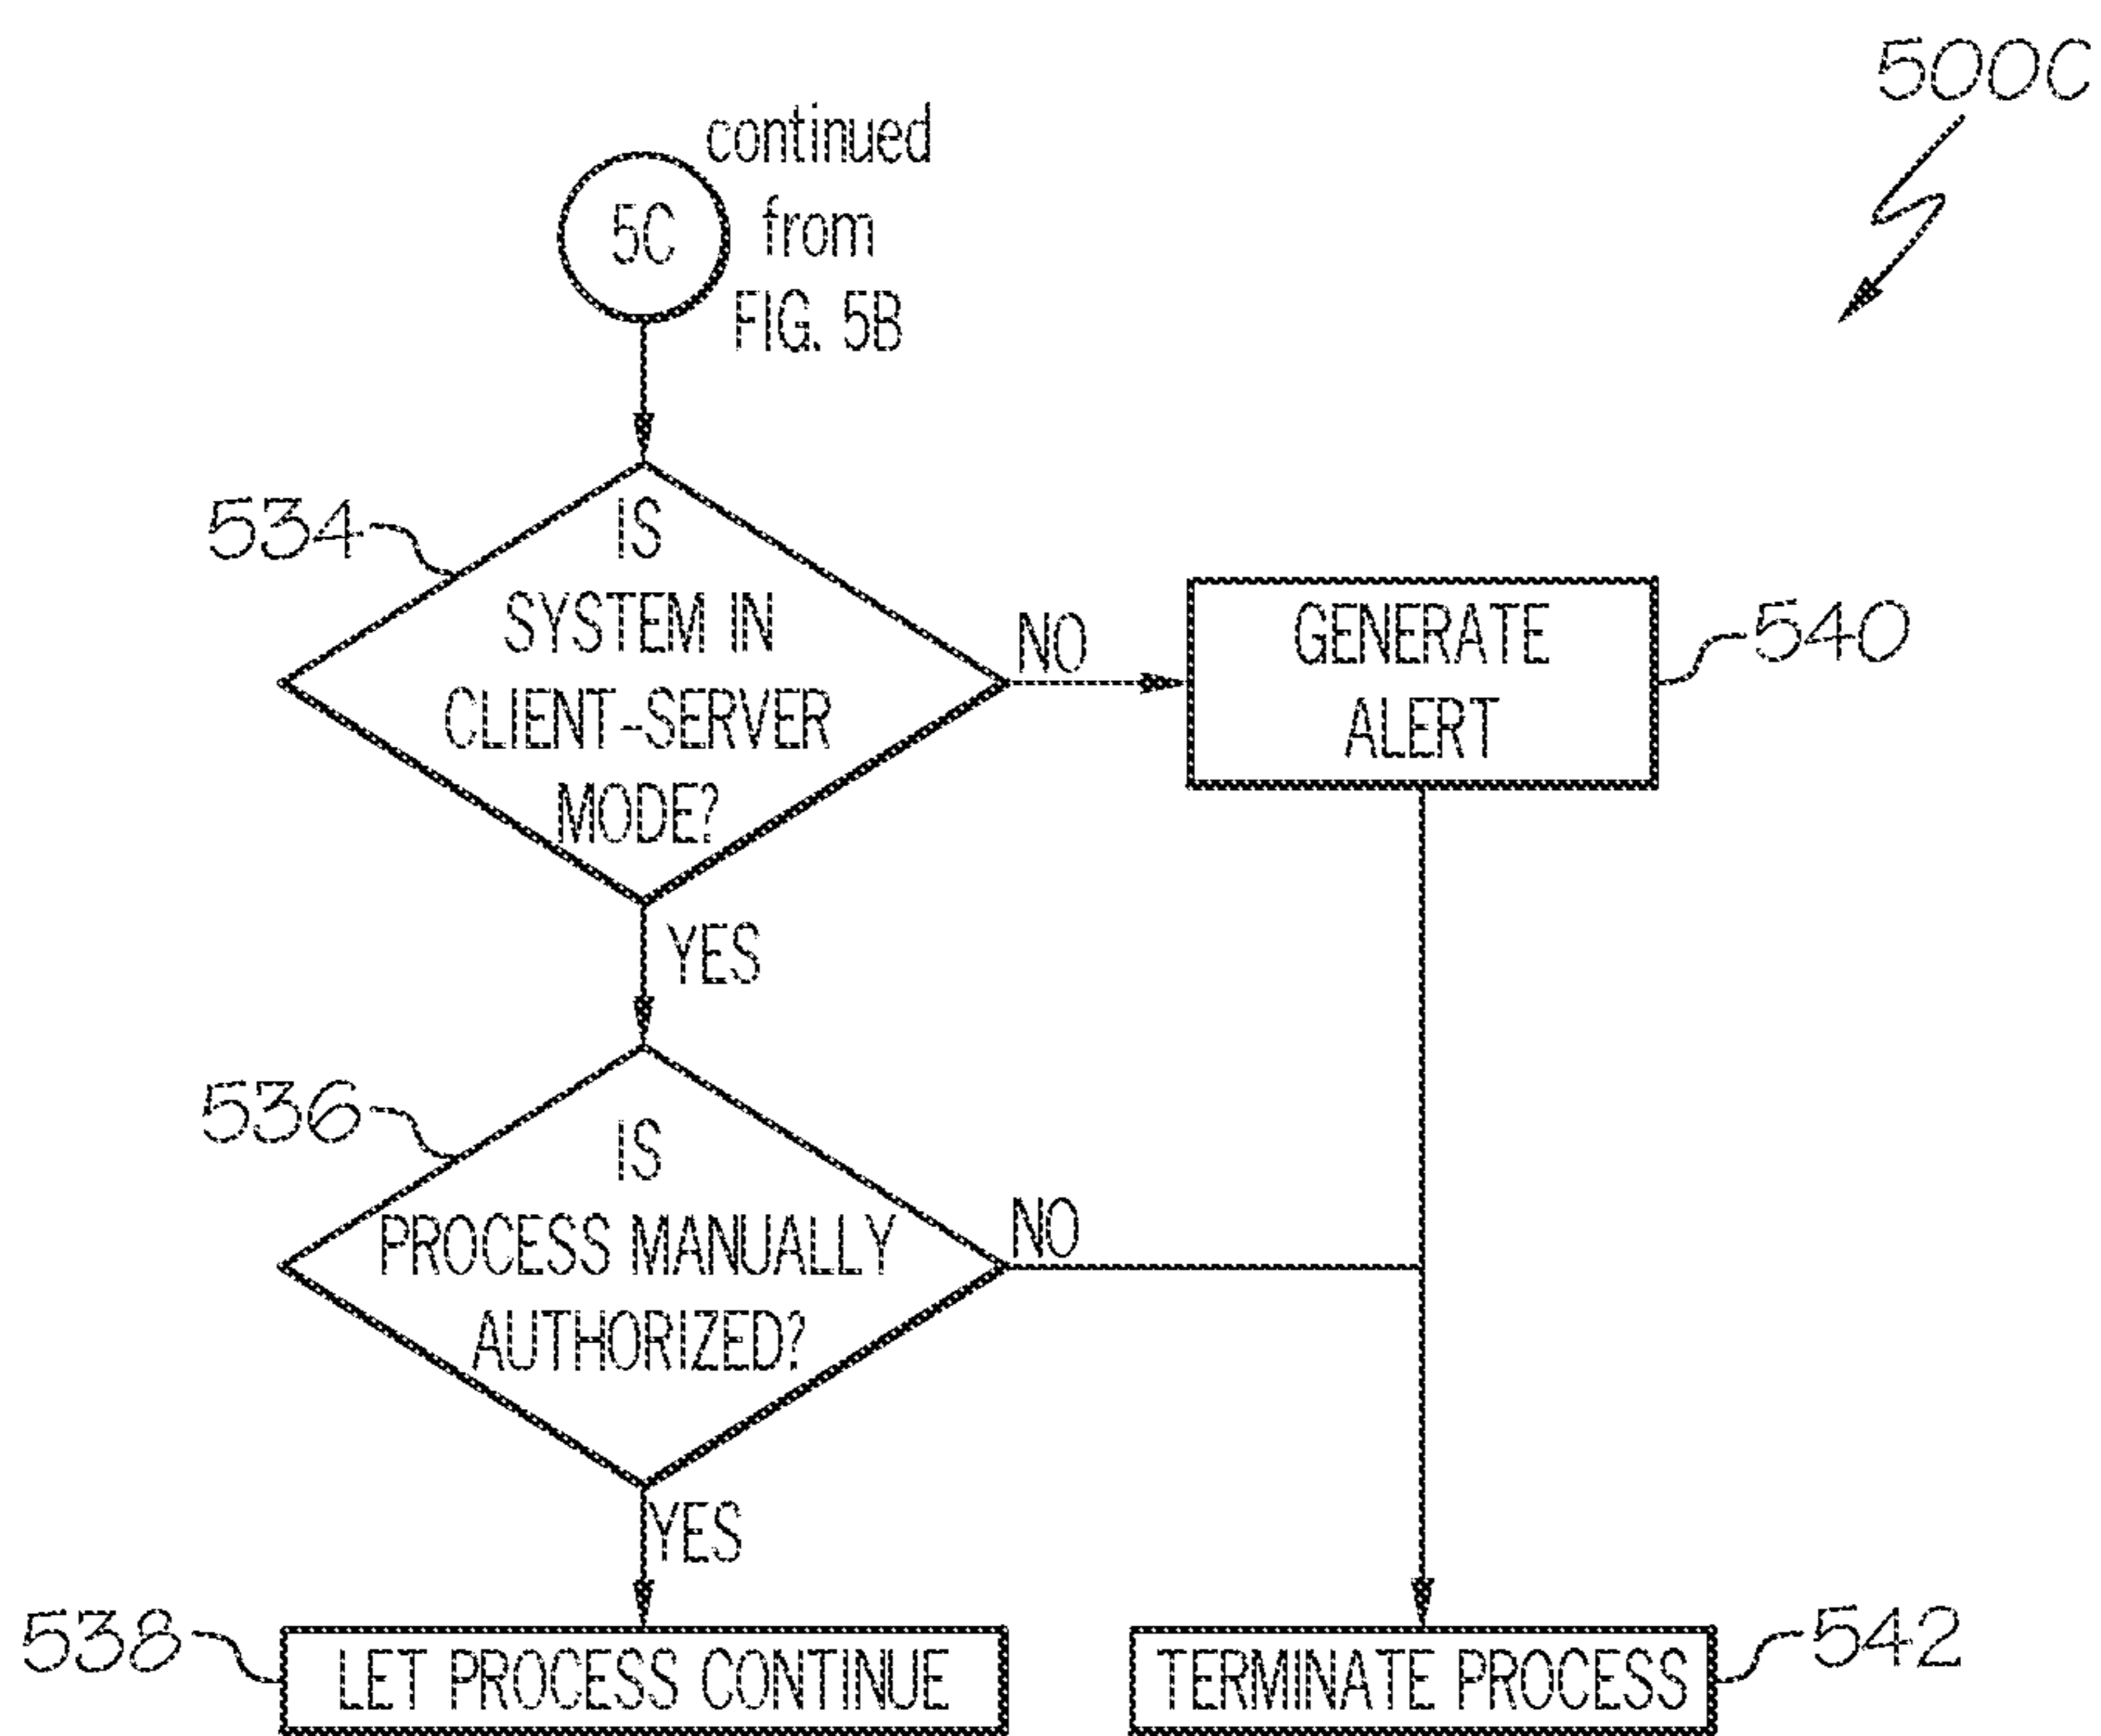 500C
continued
from
FIG. 5B
5C
534
IS
SYSTEM IN
CLIENT-SERVER
MODE?
NO
GENERATE
ALERT
540
YES
536
IS
PROCESS MANUALLY
AUTHORIZED?
NO
YES
538
LET PROCESS CONTINUE
TERMINATE PROCESS
542